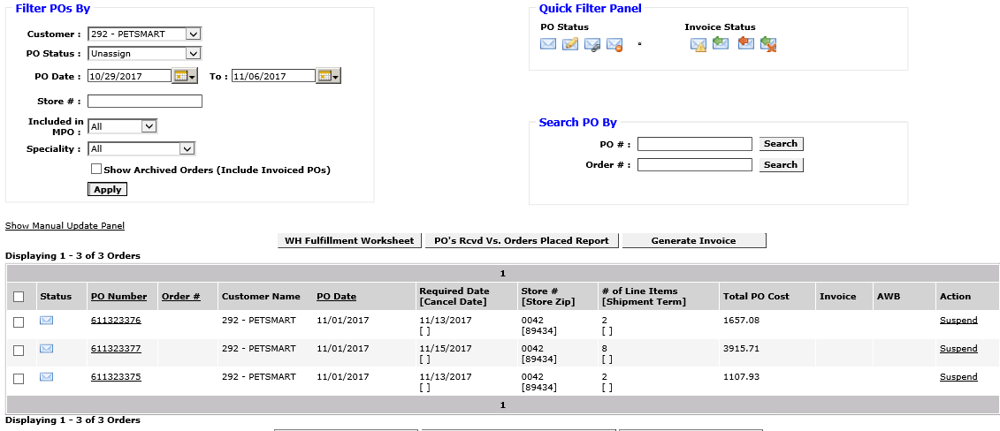 Filter POs By
Customer : 292 - PETSMART
PO Status : Unassign
PO Date : 10/29/2017 To : 11/06/2017
Store # :
Included in
MPO : All
Speciality : All
Show Archived Orders (Include Invoiced POs)
Apply
Quick Filter Panel
PO Status Invoice Status
Search PO By
PO # : Search
Order # : Search
Show Manual Update Panel
WH Fulfillment Worksheet PO's Rcvd Vs. Orders Placed Report Generate Invoice
Displaying 1 - 3 of 3 Orders
1
Status PO Number Order # Customer Name PO Date Required Date Store # # of Line Items Total PO Cost Invoice AWB Action
[Cancel Date] [Store Zip] [Shipment Term]
611323376 292 - PETSMART 11/01/2017 11/13/2017 0042 2 1657.08 Suspend
[ ] [89434] [ ]
611323377 292 - PETSMART 11/01/2017 11/15/2017 0042 8 3915.71 Suspend
[ ] [89434] [ ]
611323375 292 - PETSMART 11/01/2017 11/13/2017 0042 2 1107.93 Suspend
[ ] [89434] [ ]
1
Displaying 1 - 3 of 3 Orders